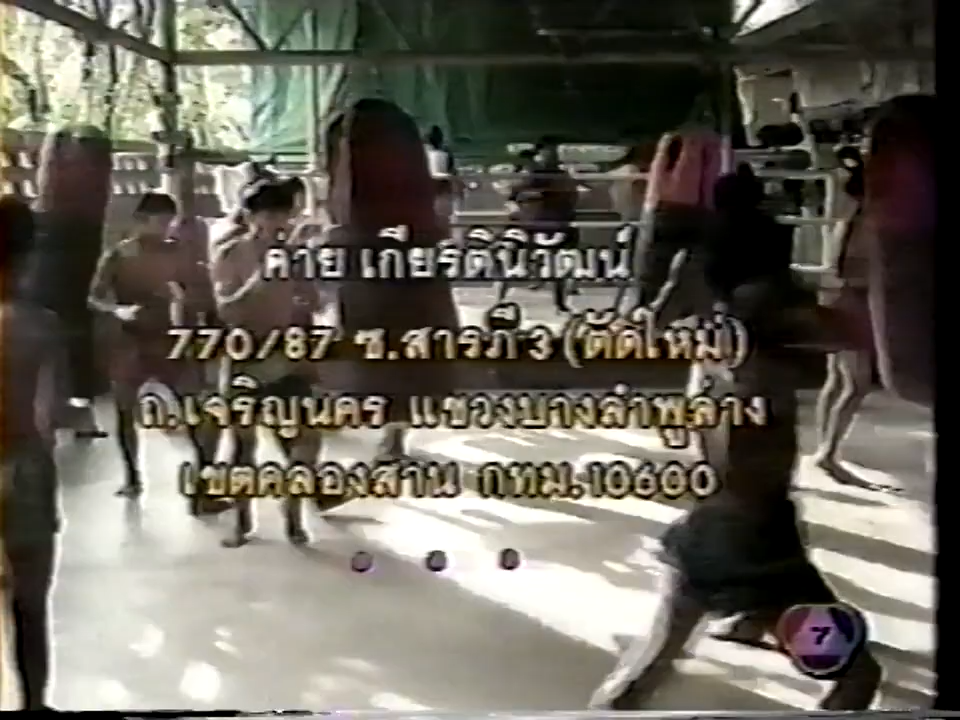 ค่าย เกียรตินิวัฒน์
770/87 ซ.สารภี 3 (ตัดใหม่)
ถ.เจริญนคร แขวงบางลำพูล่าง
เขตคลองสาน กทม.10600
7